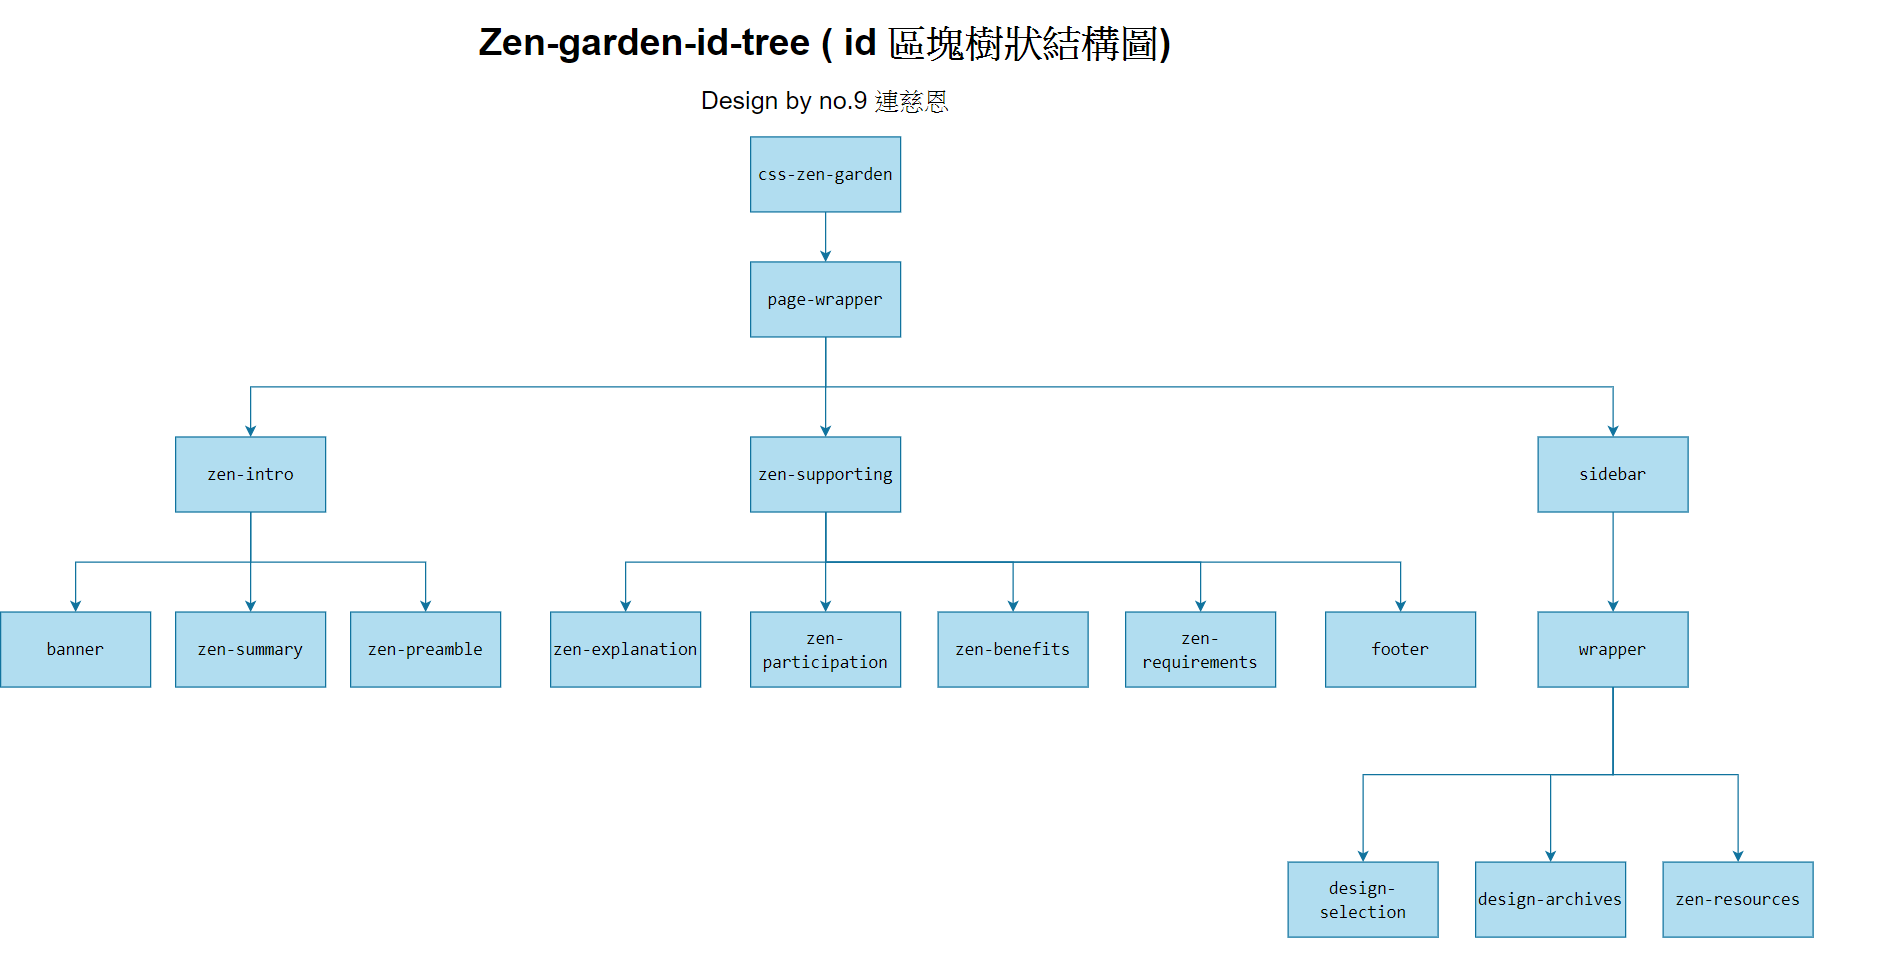 Zen-garden-id-tree ( id 區塊樹狀結構圖)
Design by no.9 連慈恩
css-zen-garden
page-wrapper
zen-intro
zen-supporting
sidebar
banner
zen-summary
zen-preamble
zen-explanation
zen-
participation
zen-benefits
zen-
requirements
footer
wrapper
design-
selection
design-archives
zen-resources